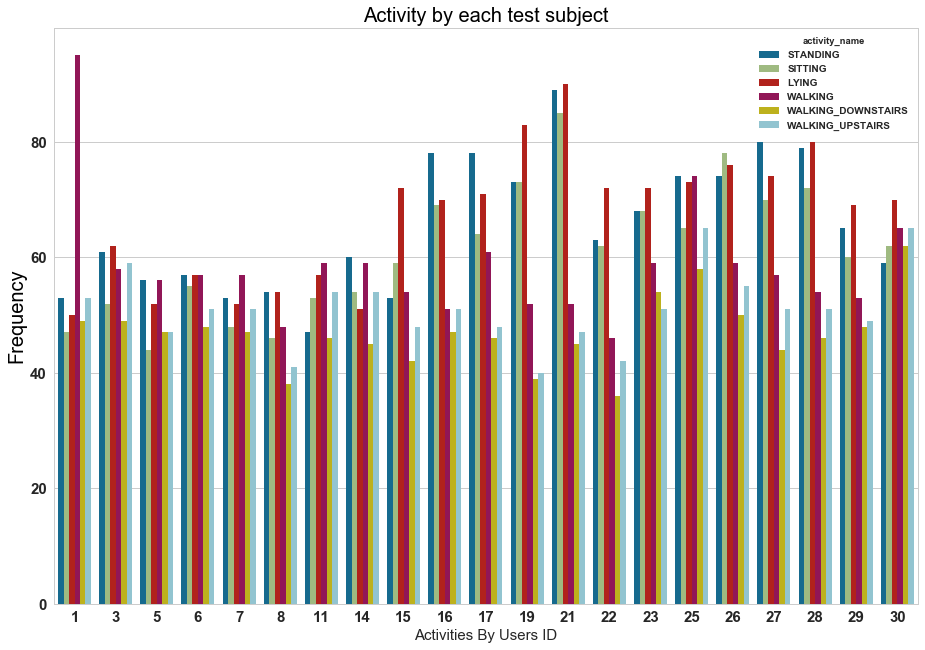 Activity by each test subject
activity_name
STANDING
SITTING
LYING
WALKING
WALKING_DOWNSTAIRS
WALKING_UPSTAIRS
Frequency
80
60
40
20
0
1 3 5 6 7 8 11 14 15 16 17 19 21 22 23 25 26 27 28 29 30
Activities By Users ID